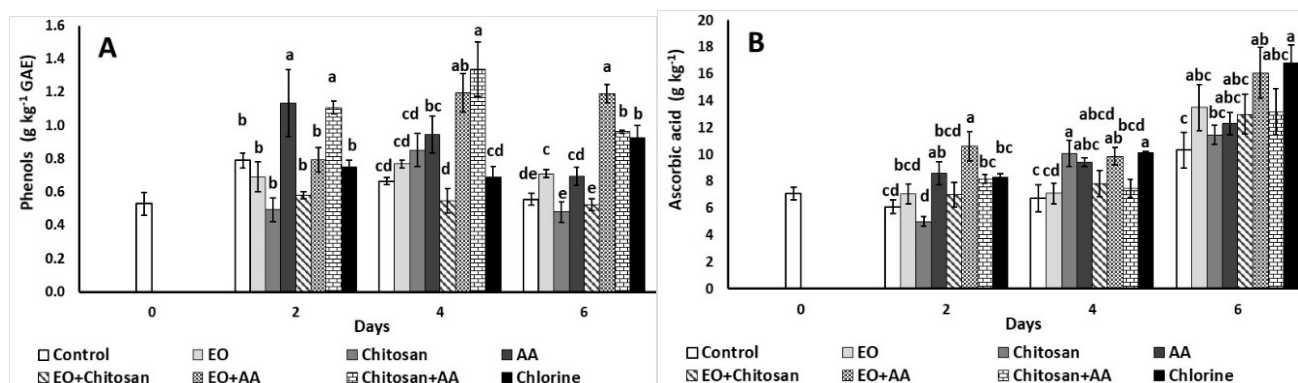 A
Phenols (g kg⁻¹ GAE)
1.6
1.4
1.2
1.0
0.8
0.6
0.4
0.2
0.0
b b b a b b a b
cd cd cd bc d ab a cd
de c e cd e a b b
0 2 4 6
Days
Control EO Chitosan AA
EO+Chitosan EO+AA Chitosan+AA Chlorine
B
Ascorbic acid (g kg⁻¹)
20
18
16
14
12
10
8
6
4
2
0
cd bcd d ab bcd a bc bc
c cd a abc abcd ab bcd a
c abc bc abc abc ab abc a
0 2 4 6
Days
Control EO Chitosan AA
EO+Chitosan EO+AA Chitosan+AA Chlorine